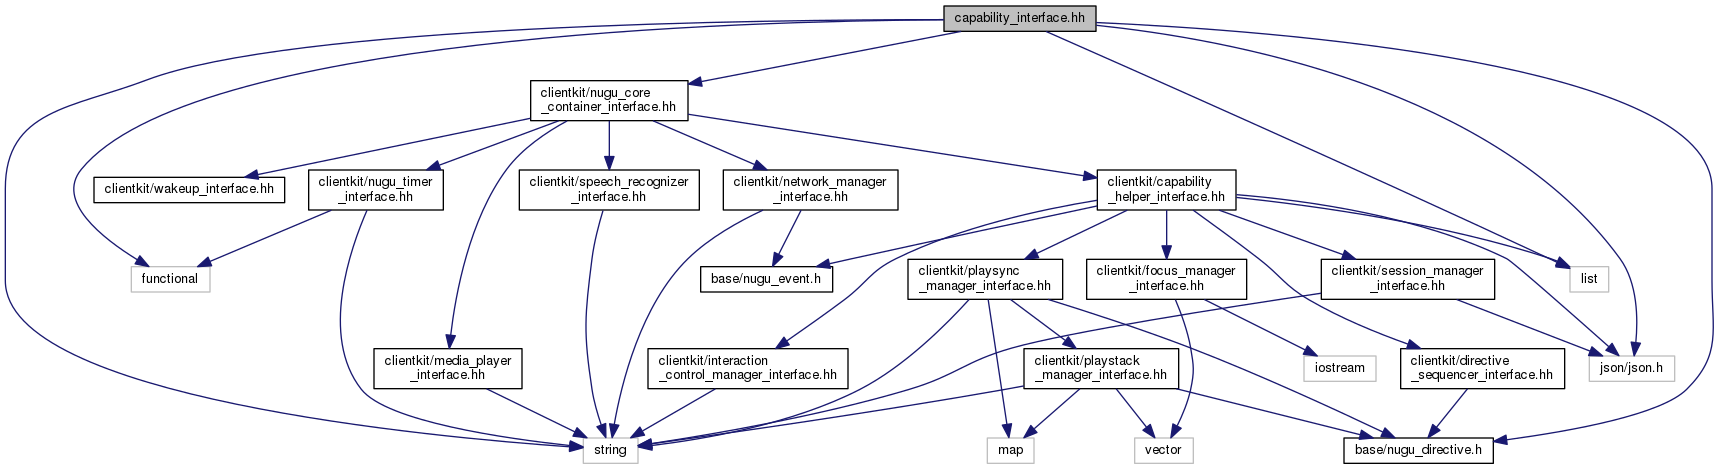 capability_interface.hh
clientkit/nugu_core
_container_interface.hh
clientkit/wakeup_interface.hh
clientkit/nugu_timer
_interface.hh
clientkit/speech_recognizer
_interface.hh
clientkit/network_manager
_interface.hh
clientkit/capability
_helper_interface.hh
functional
base/nugu_event.h
clientkit/playsync
_manager_interface.hh
clientkit/focus_manager
_interface.hh
clientkit/session_manager
_interface.hh
list
clientkit/media_player
_interface.hh
clientkit/interaction
_control_manager_interface.hh
clientkit/playstack
_manager_interface.hh
iostream
clientkit/directive
_sequencer_interface.hh
json/json.h
string
map
vector
base/nugu_directive.h